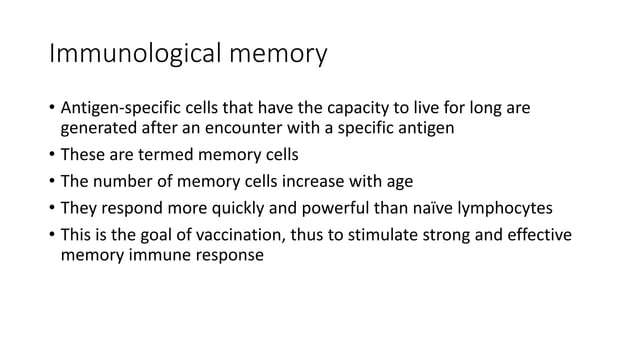 Immunological memory
• Antigen-specific cells that have the capacity to live for long are
generated after an encounter with a specific antigen
• These are termed memory cells
• The number of memory cells increase with age
• They respond more quickly and powerful than naïve lymphocytes
• This is the goal of vaccination, thus to stimulate strong and effective
memory immune response